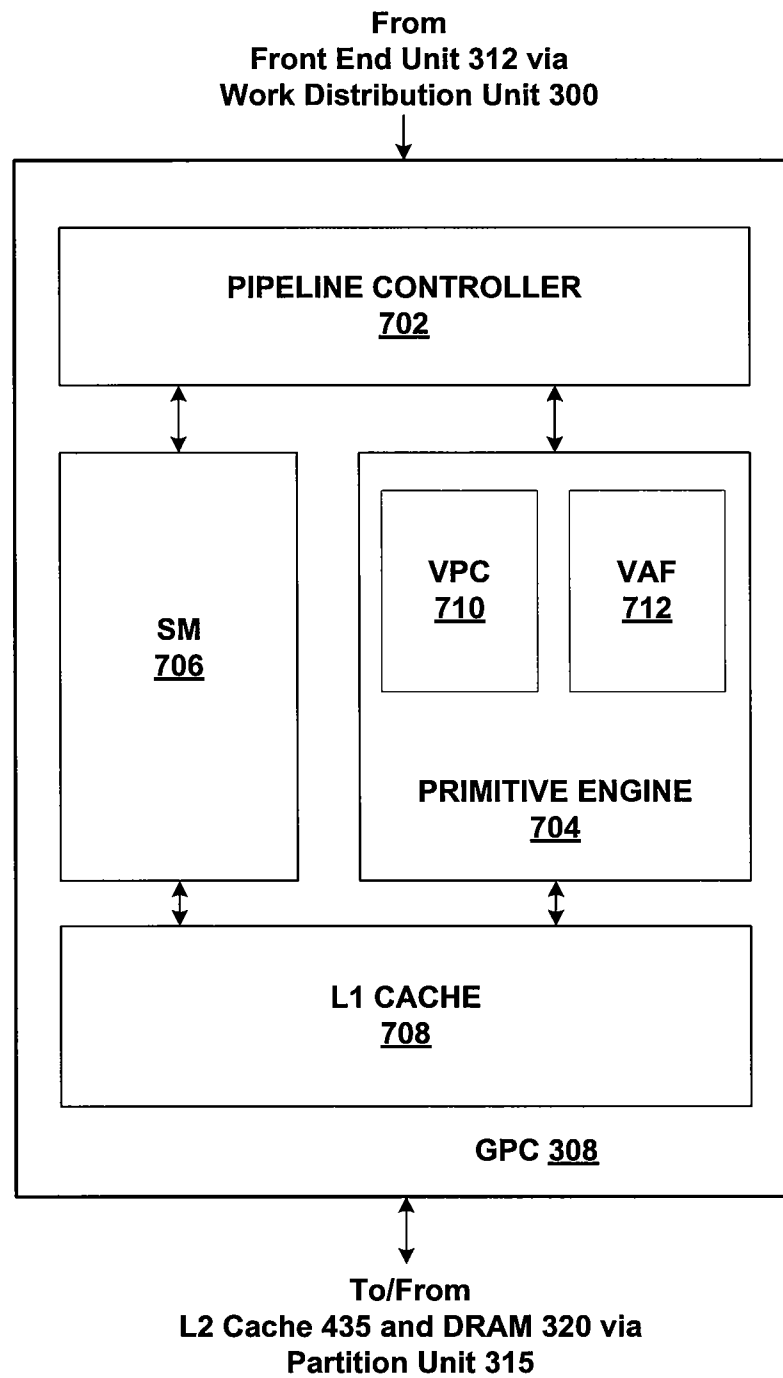 From
Front End Unit 312 via
Work Distribution Unit 300
PIPELINE CONTROLLER
702
SM
706
VPC
710
VAF
712
PRIMITIVE ENGINE
704
L1 CACHE
708
GPC 308
To/From
L2 Cache 435 and DRAM 320 via
Partition Unit 315